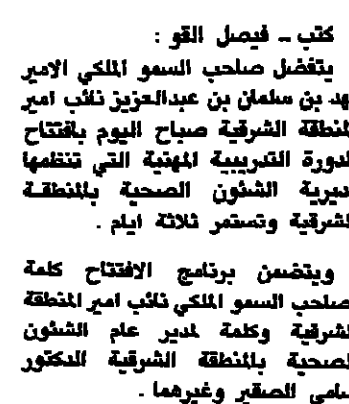 كتب ـ فيصل القو :
يتفضل صاحب السمو الملكي الامير
هد بن سلمان بن عبدالعزيز نائب امير
لمنطقة الشرقية صباح اليوم بافتتاح
لدورة التدريبية المهنية التي تنظمها
ديرية الشئون الصحية بالمنطقة
لشرقية وتستمر ثلاثة ايام .
ويتضمن برنامج الافتتاح كلمة
صاحب السمو الملكي نائب امير المنطقة
لشرقية وكلمة لمدير عام الشئون
لصحية بالمنطقة الشرقية الدكتور
سامي الصقير وغيرهما .